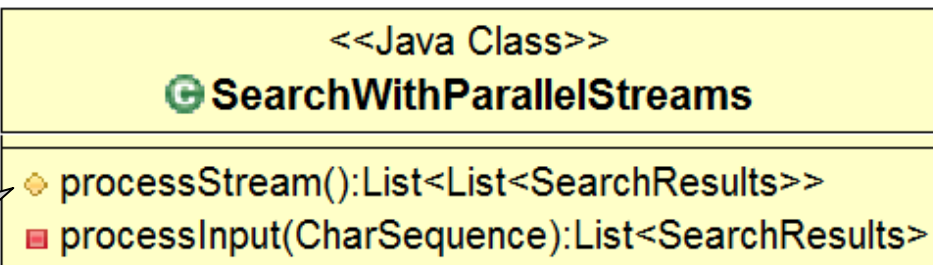 <<Java Class>>
C SearchWithParallelStreams
processStream():List<List<SearchResults>>
processInput(CharSequence):List<SearchResults>